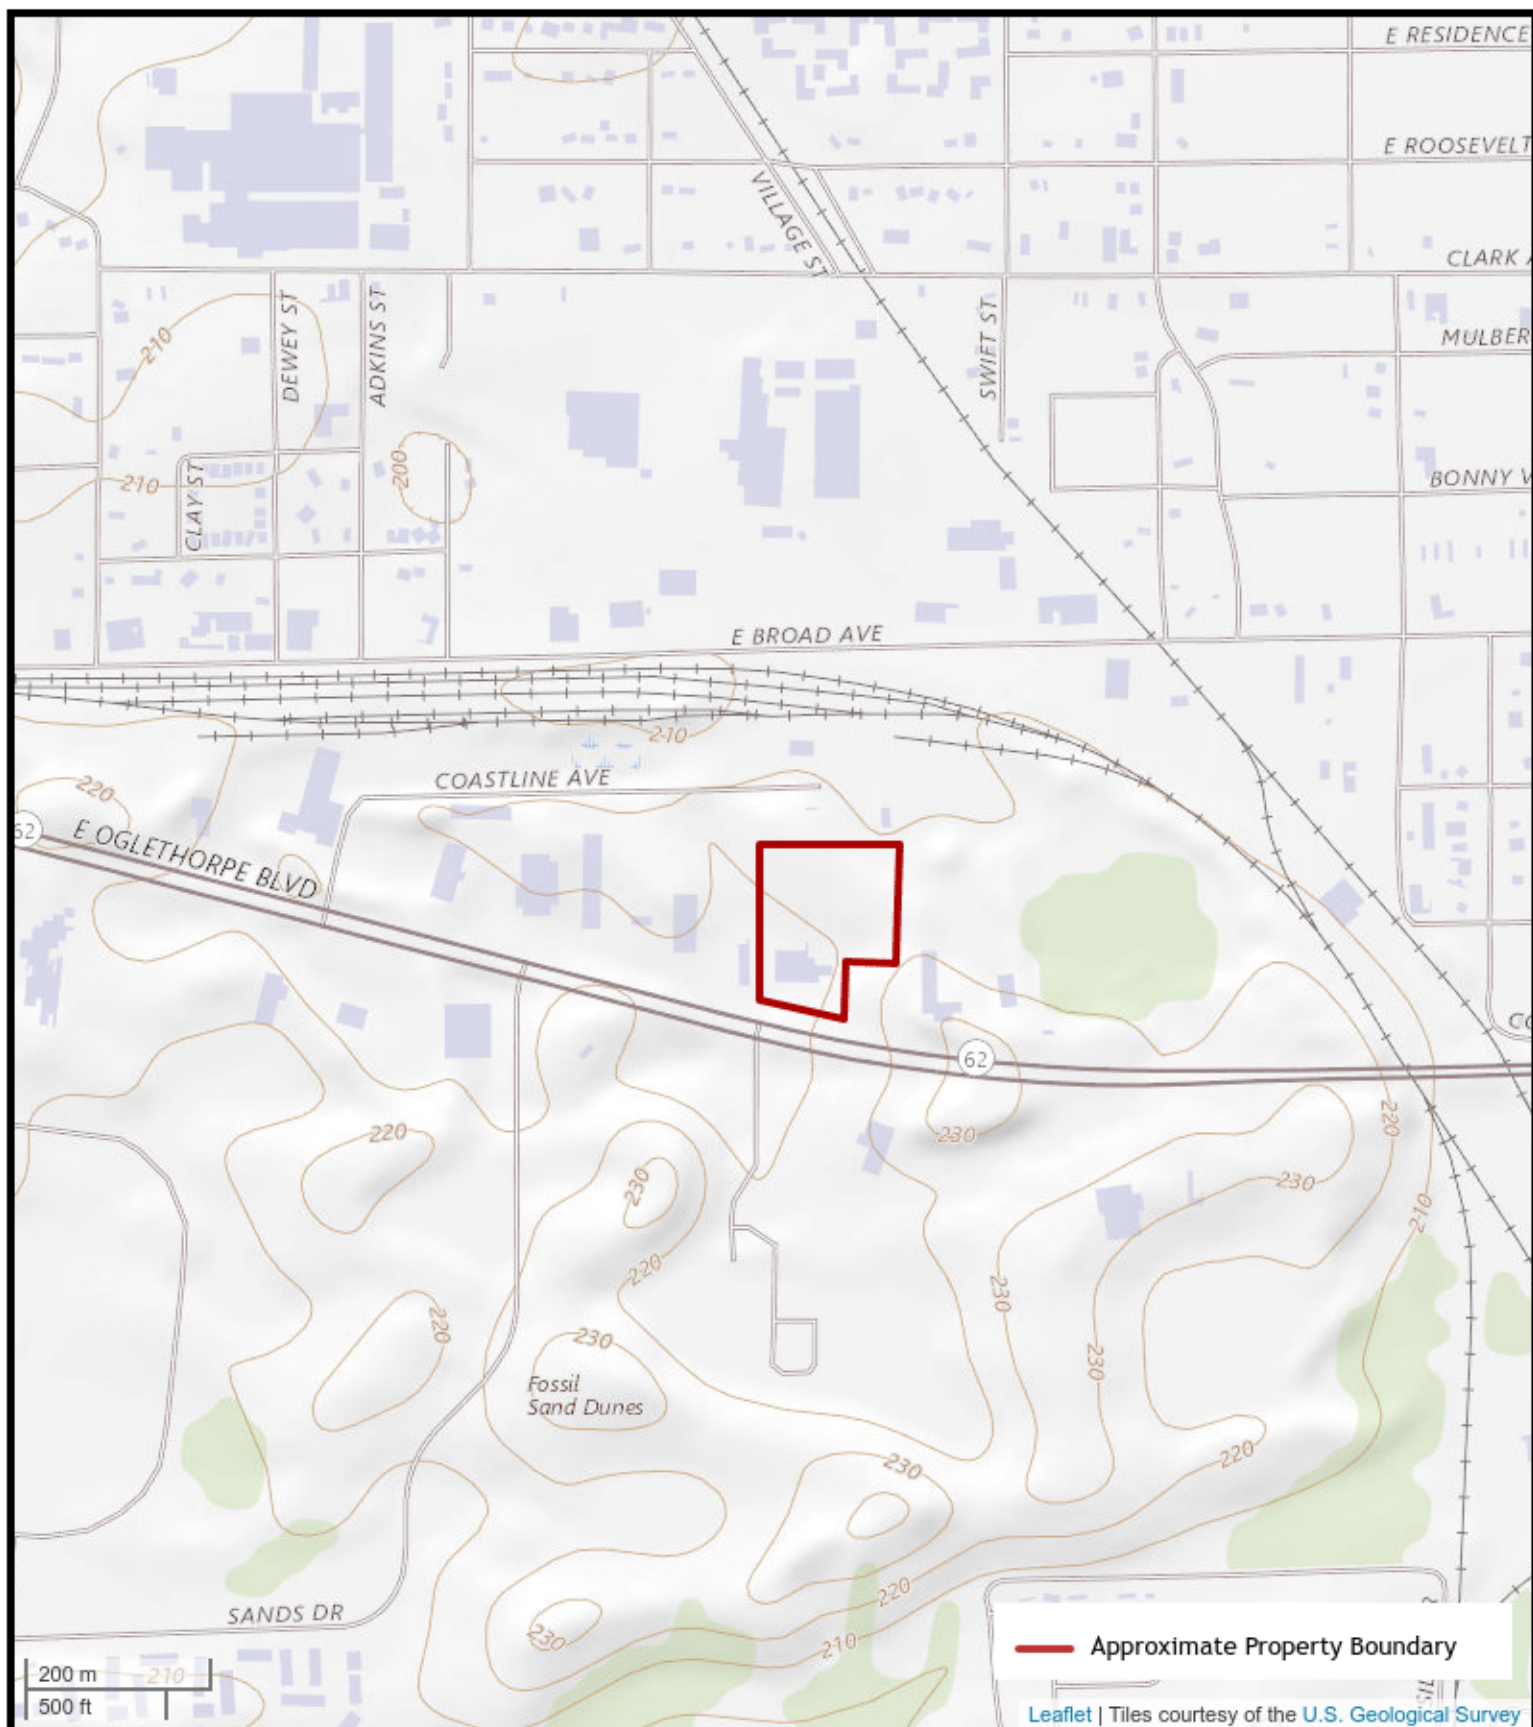 E RESIDENCE
E ROOSEVELT
VILLAGE ST
CLARK
DEWEY ST
ADKINS ST
SWIFT ST
210
MULBER
200
210
CLAY ST
BONNY
E BROAD AVE
210
COASTLINE AVE
220
62
E OGLETHORPE BLVD
62
220
230
220
230
230
210
220
230
220
230
230
230
Fossil
Sand Dunes
230
220
220
SANDS DR
230
210
Approximate Property Boundary
200 m
210
500 ft
Leaflet | Tiles courtesy of the U.S. Geological Survey